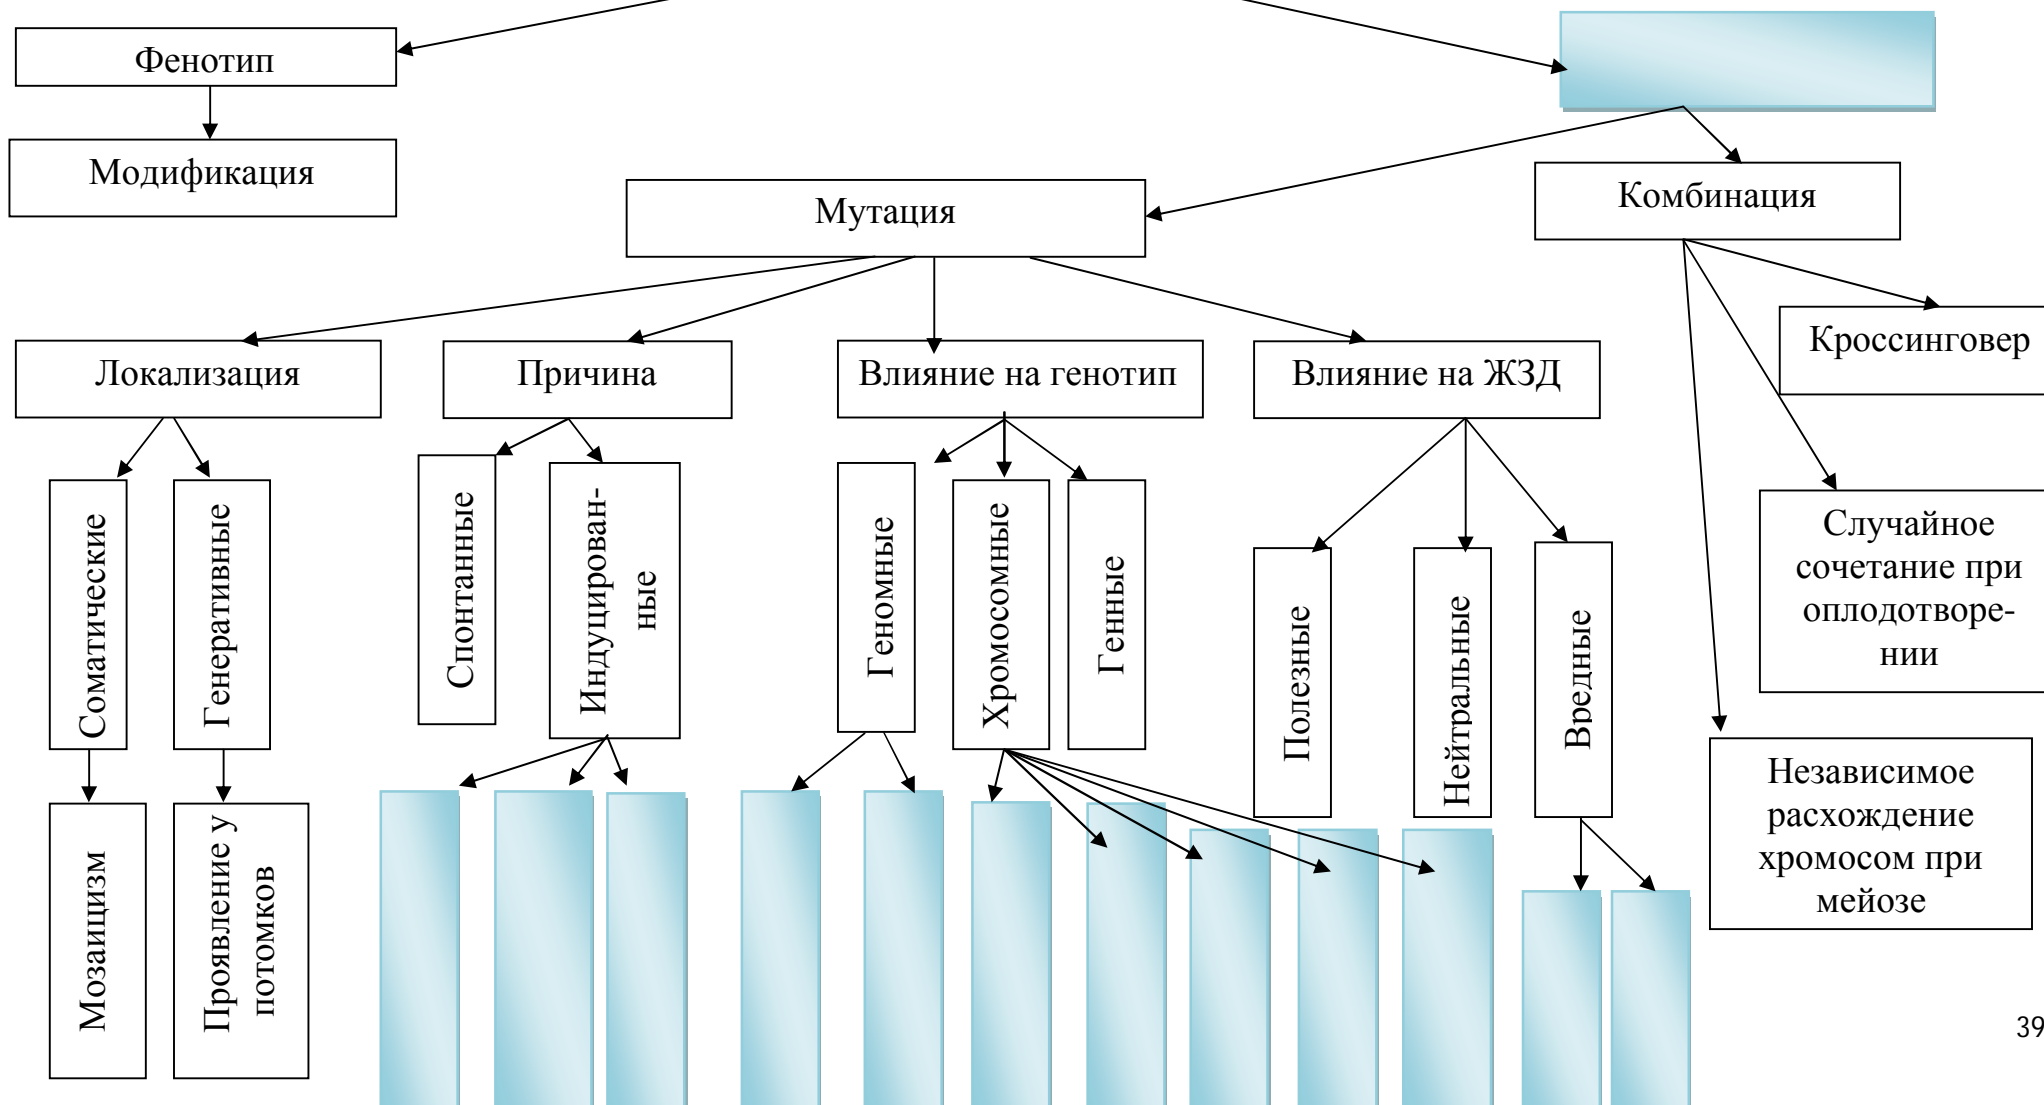 Фенотип
Модификация
Мутация
Комбинация
Кроссинговер
Локализация
Причина
Влияние на генотип
Влияние на ЖЗД
Соматические
Генеративные
Спонтанные
Индуцирован-
ные
Геномные
Хромосомные
Генные
Полезные
Нейтральные
Вредные
Случайное
сочетание при
оплодотворе-
нии
Независимое
расхождение
хромосом при
мейозе
Мозаицизм
Проявление у
потомков
39